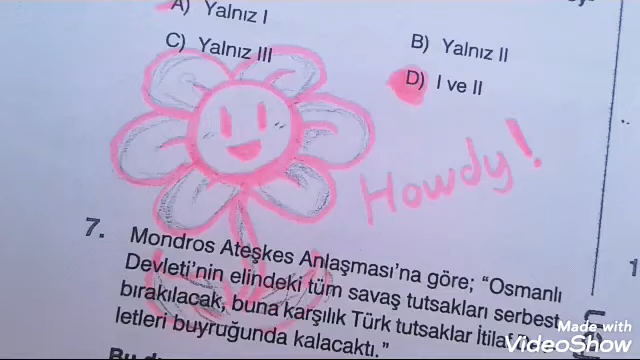 A) Yalnız I
B) Yalnız II
C) Yalnız III
D) I ve II
Howdy!
7. Mondros Ateşkes Anlaşması'na göre; "Osmanlı
Devleti'nin elindeki tüm savaş tutsakları serbest
bırakılacak, buna karşılık Türk tutsaklar İtilaf
letleri buyruğunda kalacaktı."
1
Made with
VideoShow